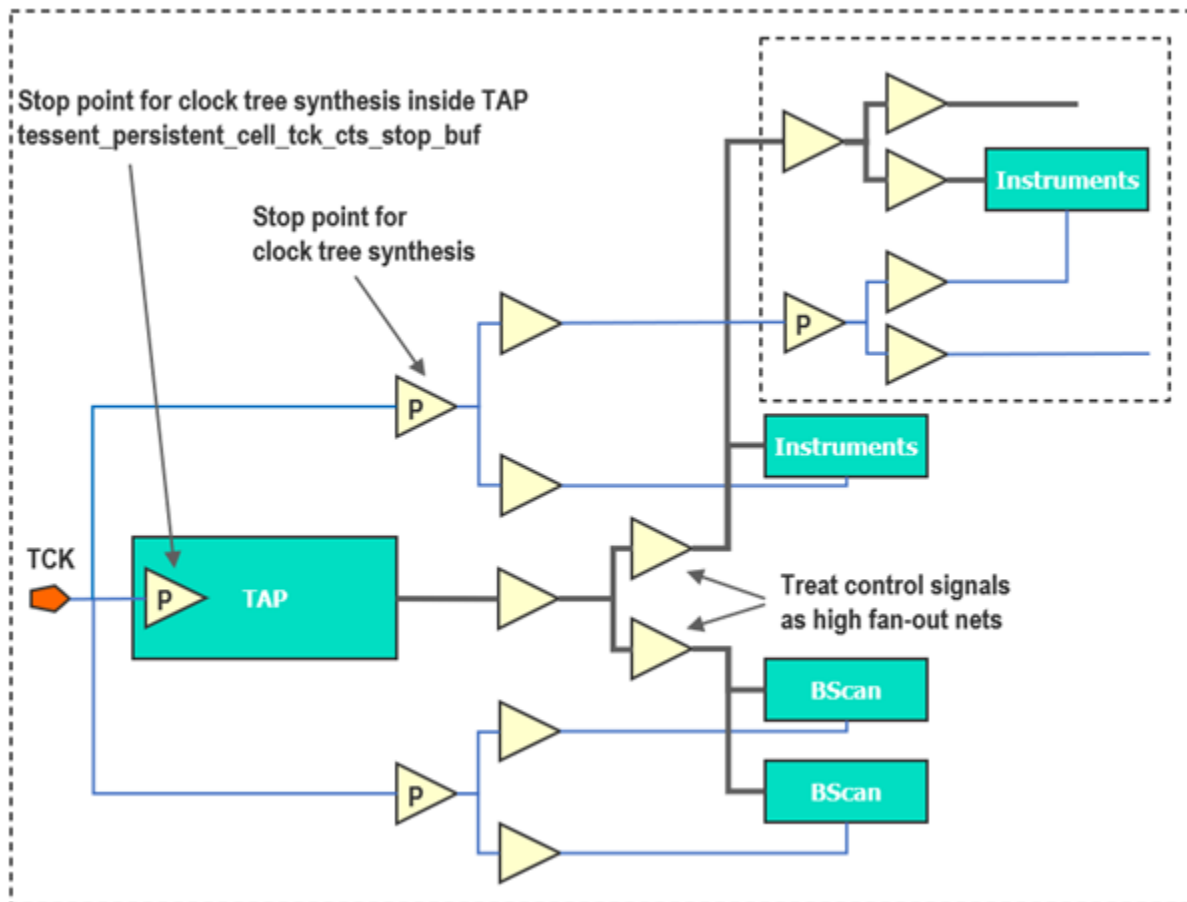 Stop point for clock tree synthesis inside TAP
tessent_persistent_cell_tck_cts_stop_buf
Stop point for
clock tree synthesis
Instruments
P
P
Instruments
TCK
P
TAP
Treat control signals
as high fan-out nets
BScan
P
BScan